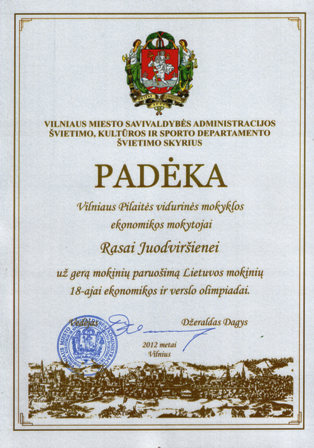 VILNIAUS MIESTO SAVIVALDYBĖS ADMINISTRACIJOS
ŠVIETIMO, KULTŪROS IR SPORTO DEPARTAMENTO
ŠVIETIMO SKYRIUS
PADĖKA
Vilniaus Pilaitės vidurinės mokyklos
ekonomikos mokytojai
Rasai Juodviršienei
už gerą mokinių paruošimą Lietuvos mokinių
18-ajai ekonomikos ir verslo olimpiadai.
Džeraldas Dagys
2012 metai
Vilnius